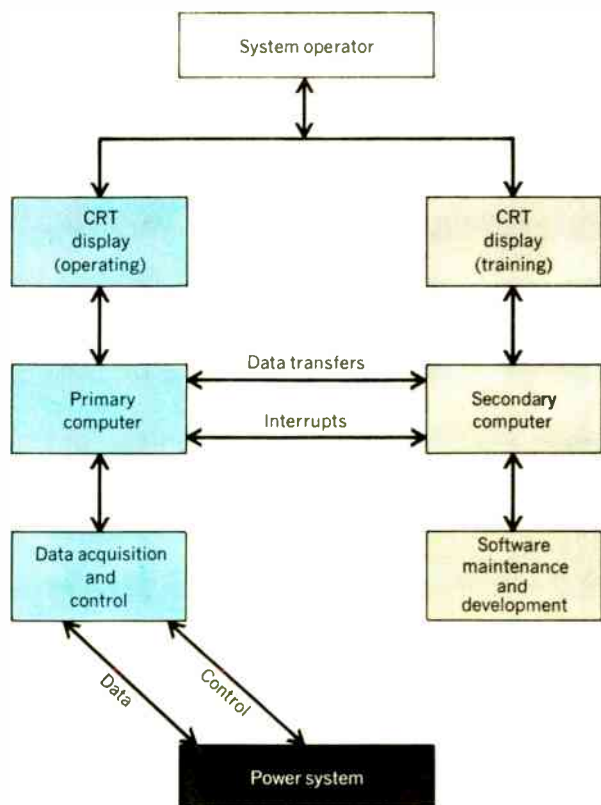 System operator
CRT
display
(operating)
CRT
display
(training)
Data transfers
Primary
computer
Secondary
computer
Interrupts
Data acquisition
and
control
Software
maintenance
and
development
Data
Control
Power system